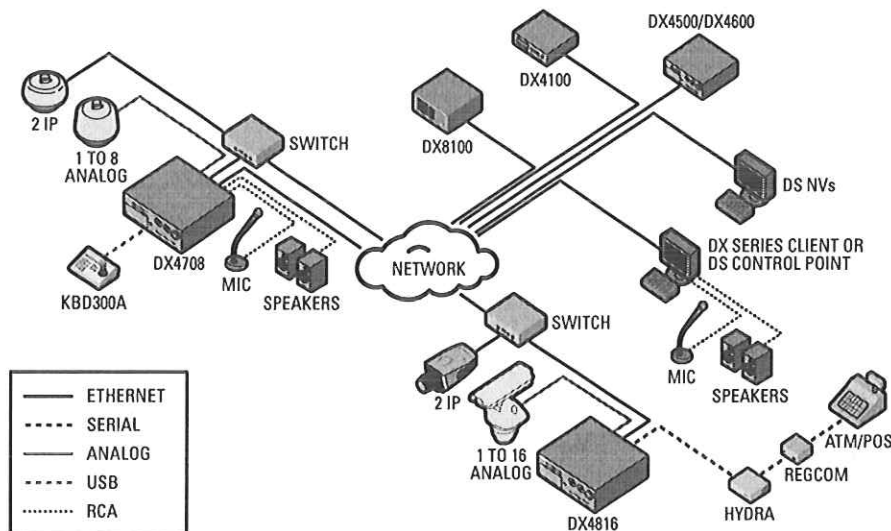 DX4500/DX4600
DX4100
DX8100
2 IP
1 TO 8
ANALOG
SWITCH
DS NVs
DX4708
KBD300A
MIC
SPEAKERS
NETWORK
DX SERIES CLIENT OR
DS CONTROL POINT
SWITCH
MIC
SPEAKERS
2 IP
1 TO 16
ANALOG
DX4816
HYDRA
REGCOM
ATM/POS
ETHERNET
SERIAL
ANALOG
USB
RCA